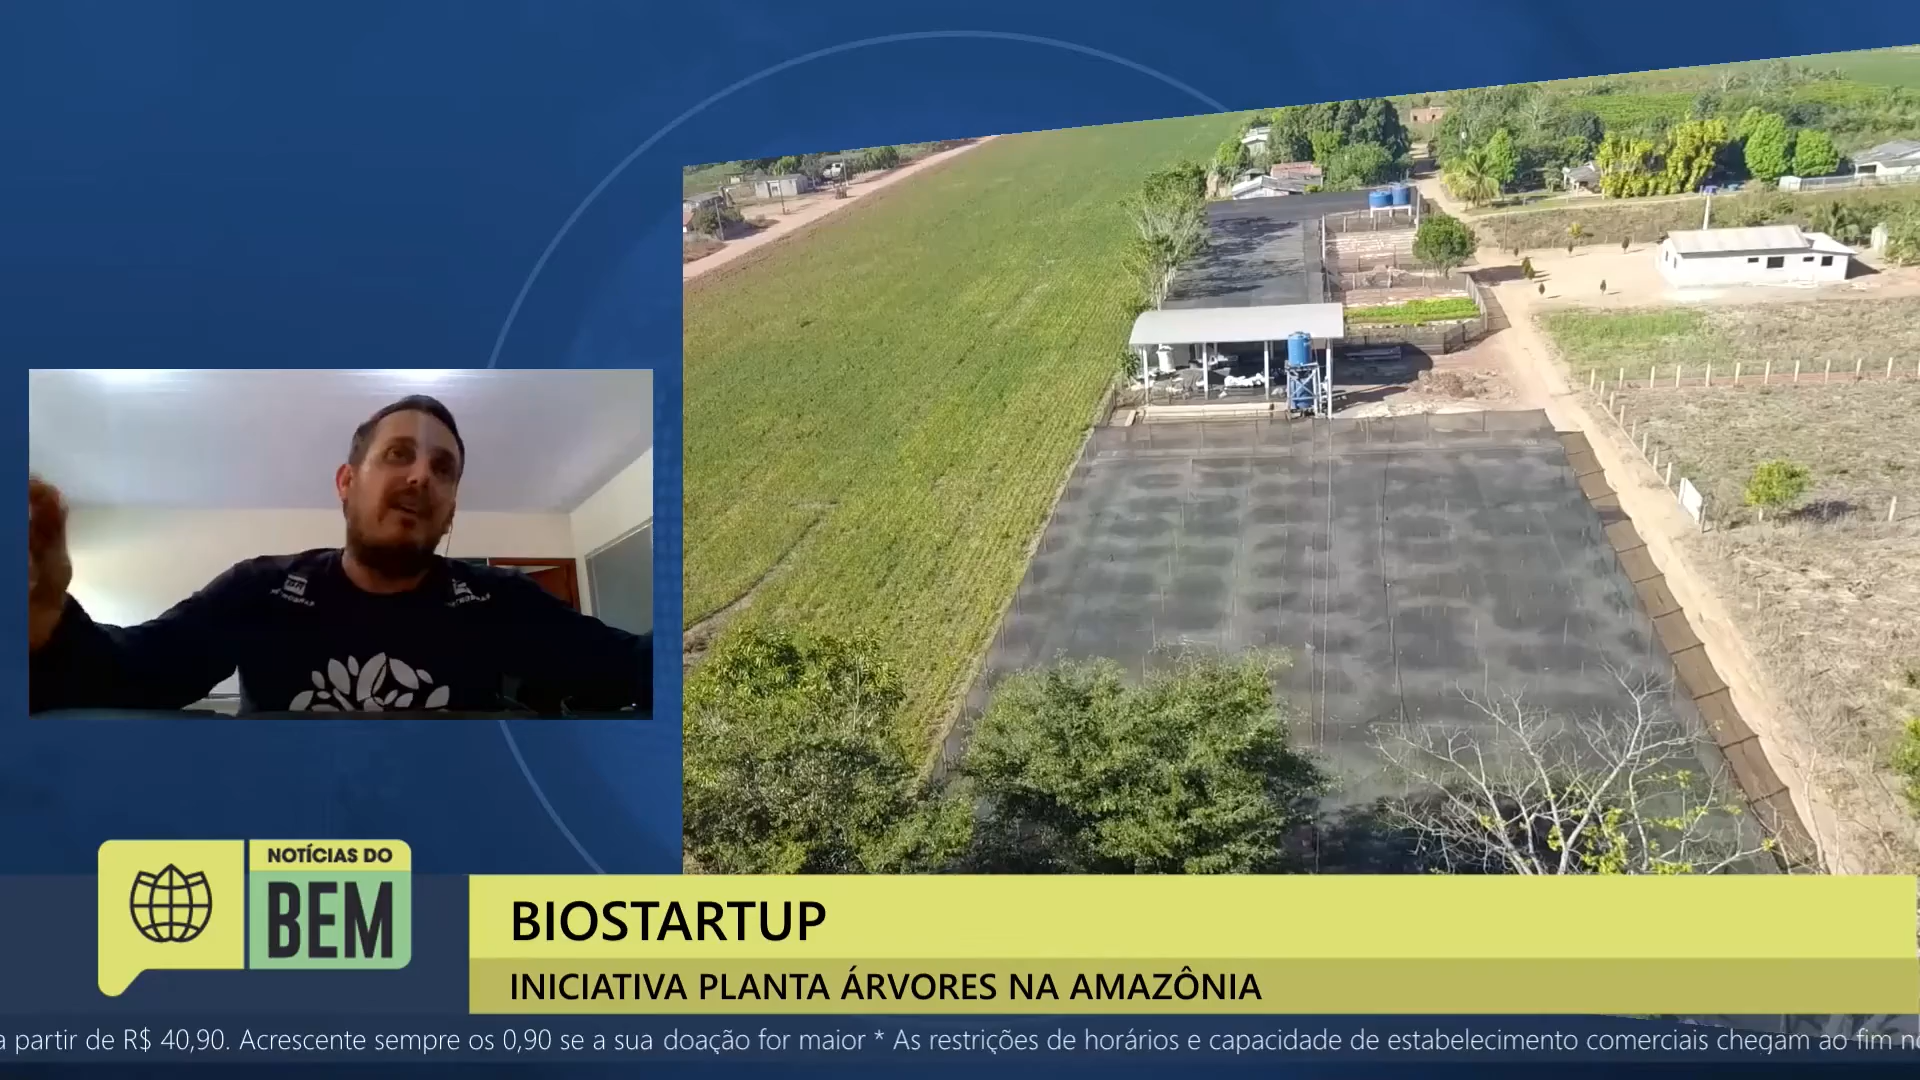 NOTÍCIAS DO
BEM
BIOSTARTUP
INICIATIVA PLANTA ÁRVORES NA AMAZÔNIA
a partir de R$ 40,90. Acrescente sempre os 0,90 se a sua doação for maior * As restrições de horários e capacidade de estabelecimento comerciais chegam ao fim